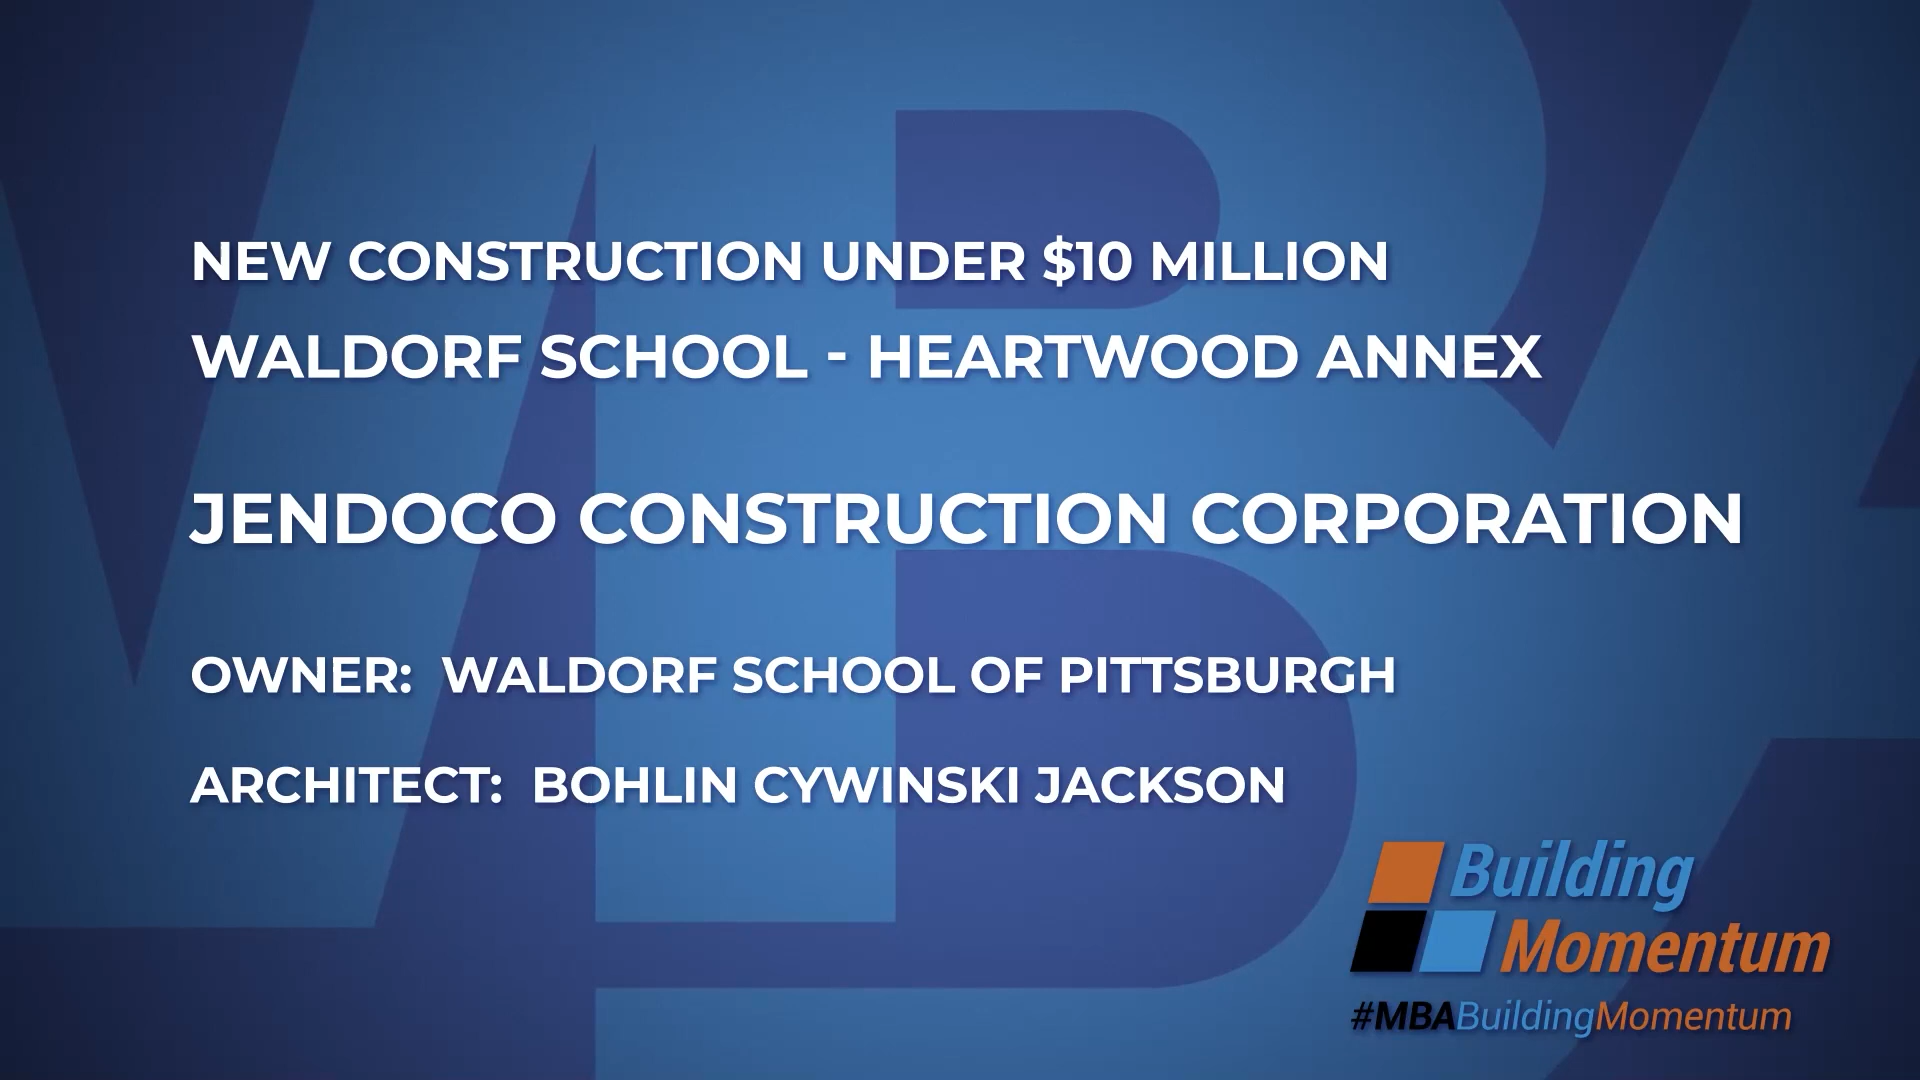 NEW CONSTRUCTION UNDER $10 MILLION
WALDORF SCHOOL - HEARTWOOD ANNEX
JENDOCO CONSTRUCTION CORPORATION
OWNER: WALDORF SCHOOL OF PITTSBURGH
ARCHITECT: BOHLIN CYWINSKI JACKSON
Building
Momentum
#MBABuildingMomentum